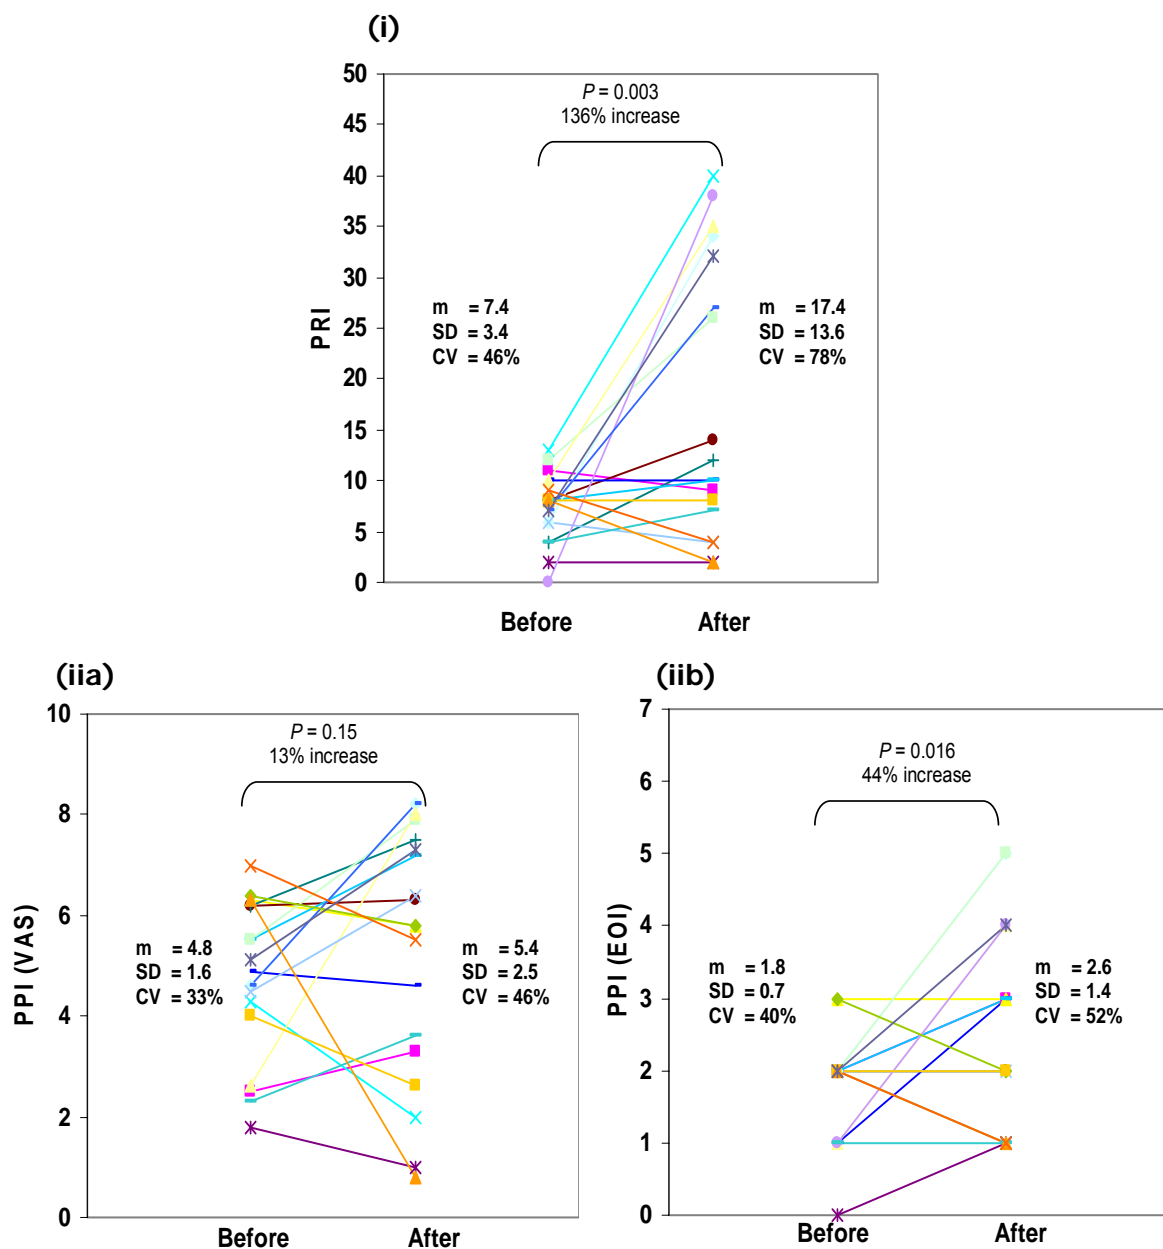 (i)
50
45
40
35
30
25
20
15
10
5
0
PRI
P = 0.003
136% increase
m = 7.4
SD = 3.4
CV = 46%
m = 17.4
SD = 13.6
CV = 78%
Before After
(iia)
10
8
6
4
2
0
PPI (VAS)
P = 0.15
13% increase
m = 4.8
SD = 1.6
CV = 33%
m = 5.4
SD = 2.5
CV = 46%
Before After
(iib)
7
6
5
4
3
2
1
0
PPI (EOI)
P = 0.016
44% increase
m = 1.8
SD = 0.7
CV = 40%
m = 2.6
SD = 1.4
CV = 52%
Before After